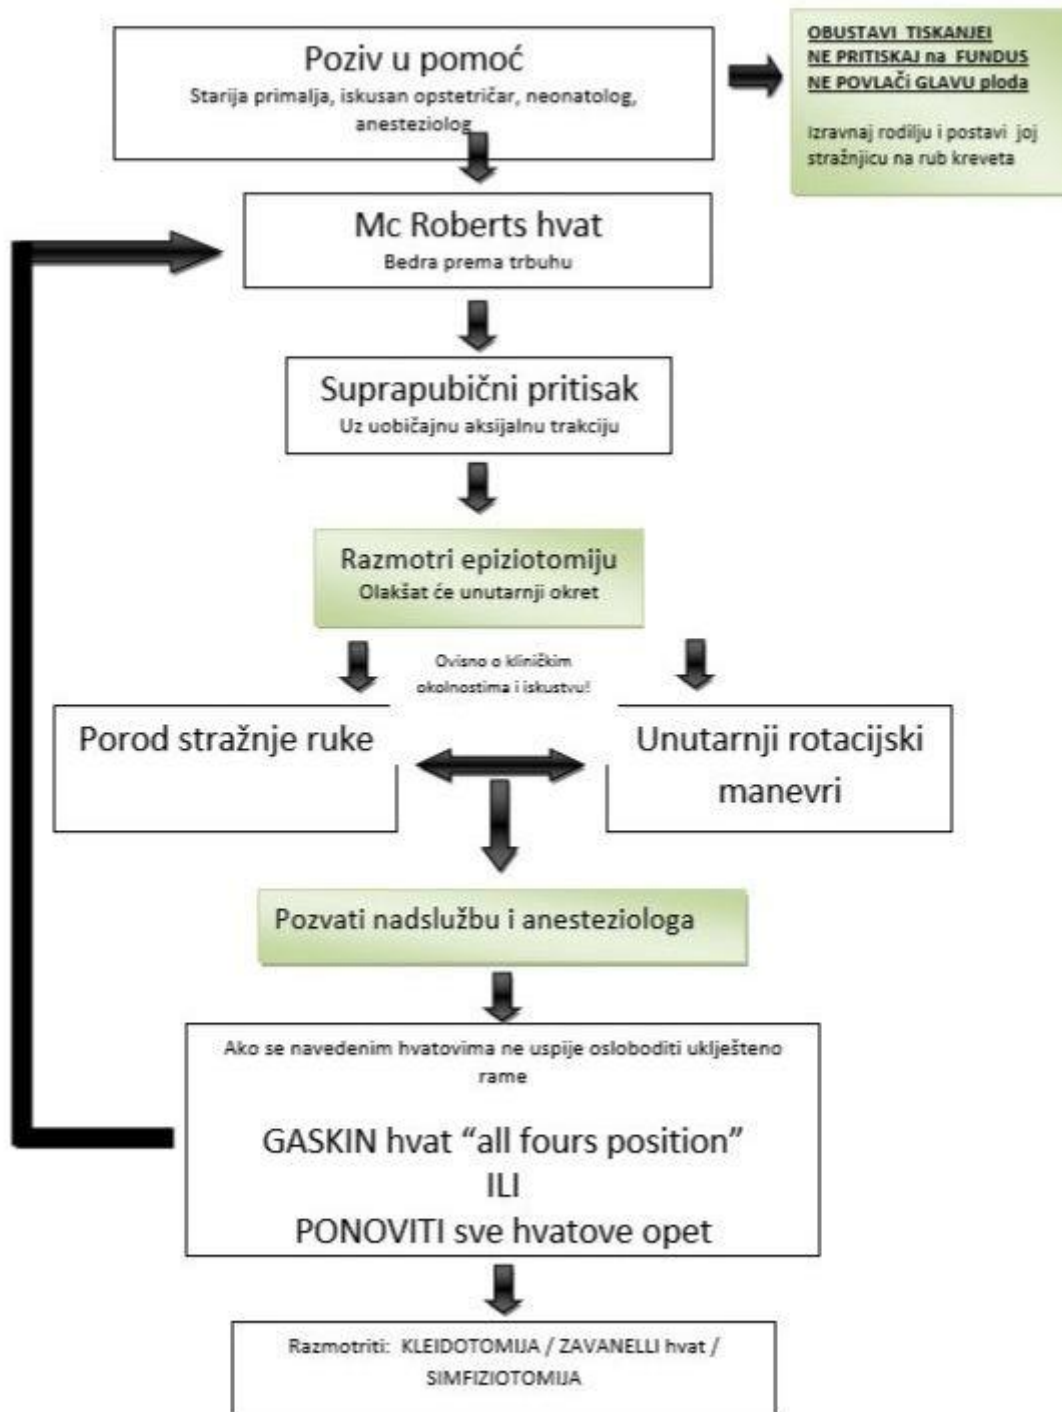 Poziv u pomoć
Starija primalja, iskusan opstetričar, neonatolog,
anesteziolog
OBUSTAVI TISKANJEI
NE PRITISKAJ na FUNDUS
NE POVLAČi GLAVU ploda
Izravnaj rodilju i postavi joj
stražnjicu na rub kreveta
Mc Roberts hvat
Bedra prema trbuhu
Suprapubični pritisak
Uz uobičajnu aksijalnu trakciju
Razmotri epiziotomiju
Olakšat će unutarnji okret
Ovisno o kliničkim
okolnostima i iskustvu!
Porod stražnje ruke
Unutarnji rotacijski
manevri
Pozvati nadslužbu i anesteziologa
Ako se navedenim hvatovima ne uspije osloboditi uklješteno
rame
GASKIN hvat “all fours position”
ILI
PONOVITI sve hvatove opet
Razmotriti: KLEIDOTOMIJA / ZAVANELLI hvat /
SIMFIZIOTOMIJA